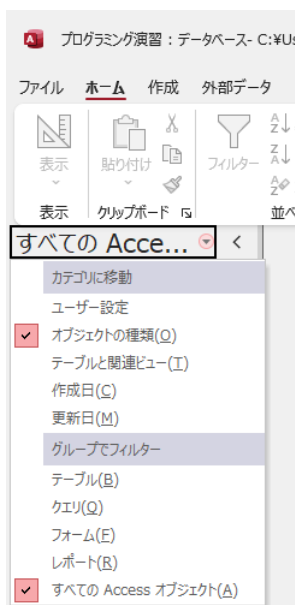 プログラミング演習：データベース- C:¥Us
ファイル ホーム 作成 外部データ
表示 貼り付け フィルター
表示 クリップボード 並べ
すべての Acce...
カテゴリに移動
ユーザー設定
オブジェクトの種類(O)
テーブルと関連ビュー(T)
作成日(C)
更新日(M)
グループでフィルター
テーブル(B)
クエリ(Q)
フォーム(F)
レポート(R)
すべての Access オブジェクト(A)